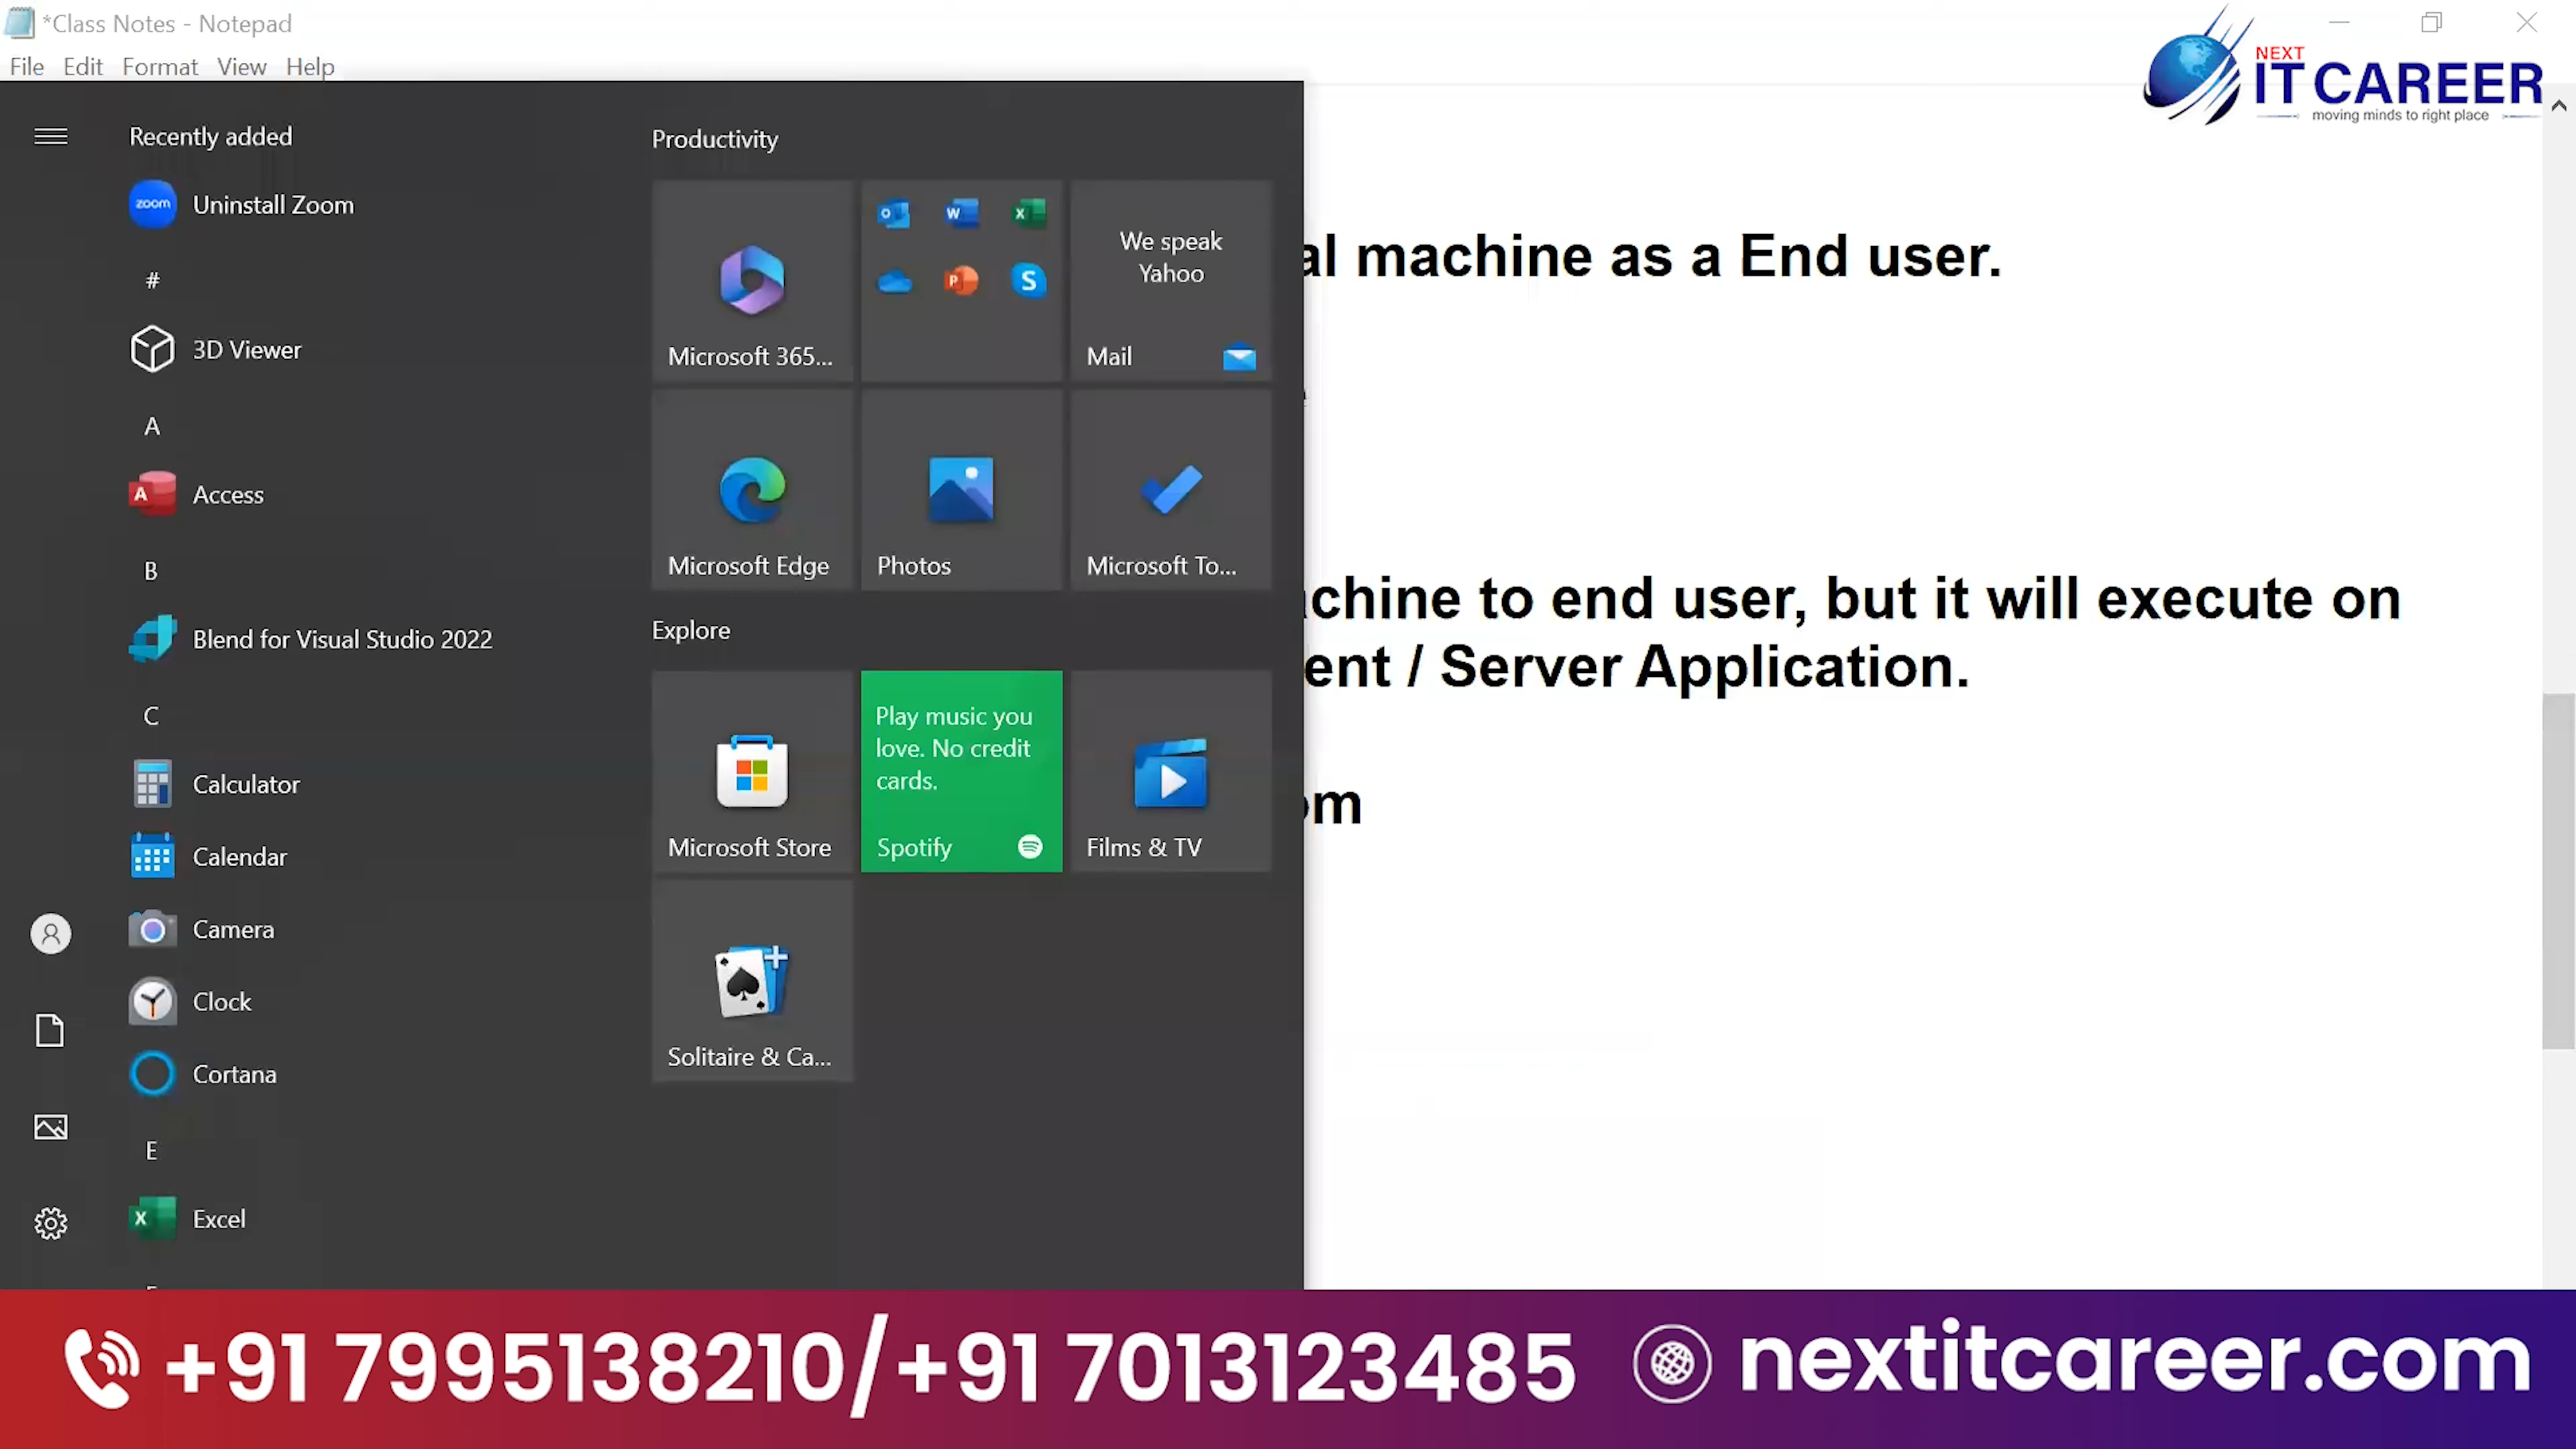 *Class Notes - Notepad
File Edit Format View Help
NEXT
IT CAREER
moving minds to right place
Recently added
zoom
Uninstall Zoom
#
3D Viewer
A
Access
B
Blend for Visual Studio 2022
C
Calculator
Calendar
Camera
Clock
Cortana
E
Excel
Productivity
Microsoft 365...
We speak
Yahoo
Mail
Microsoft Edge
Photos
Microsoft To...
Explore
Microsoft Store
Play music you
love. No credit
cards.
Spotify
Films & TV
Solitaire & Ca...
al machine as a End user.
chine to end user, but it will execute on
ent / Server Application.
om
+91 7995138210/+91 7013123485
nextitcareer.com